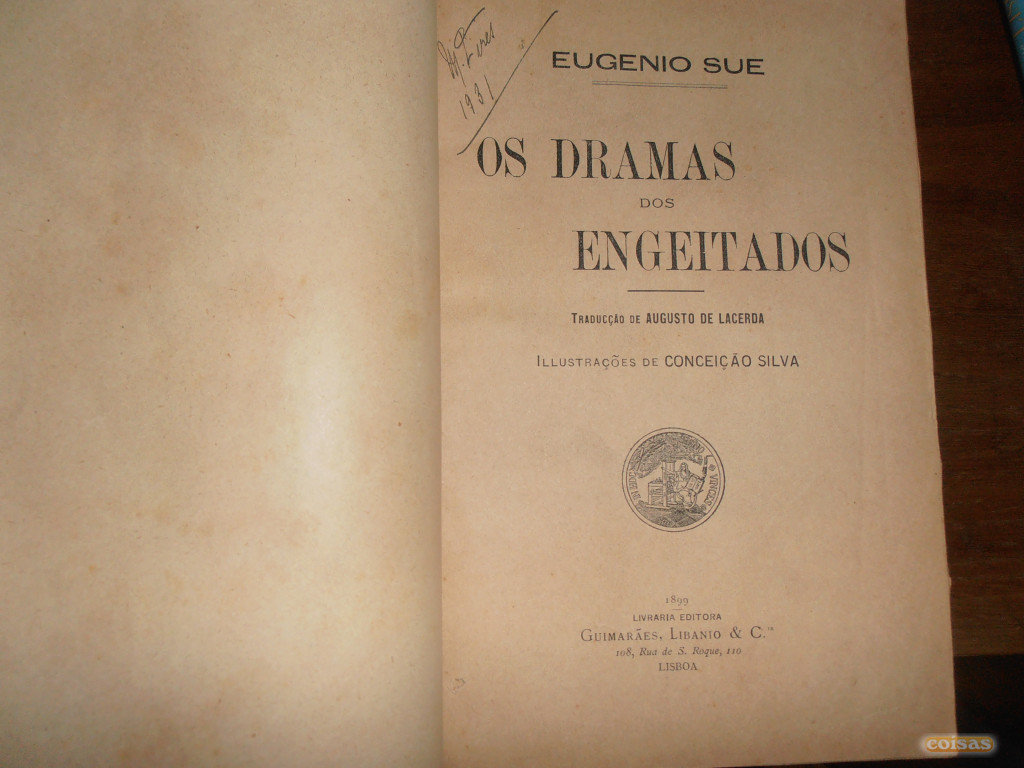 1931
EUGENIO SUE
OS DRAMAS
DOS
ENGEITADOS
TRADUCÇÃO DE AUGUSTO DE LACERDA
ILLUSTRAÇÕES DE CONCEIÇÃO SILVA
1899
LIVRARIA EDITORA
GUIMARÃES, LIBANIO & C.ia
108, Rua de S. Roque, 110
LISBOA
coisas